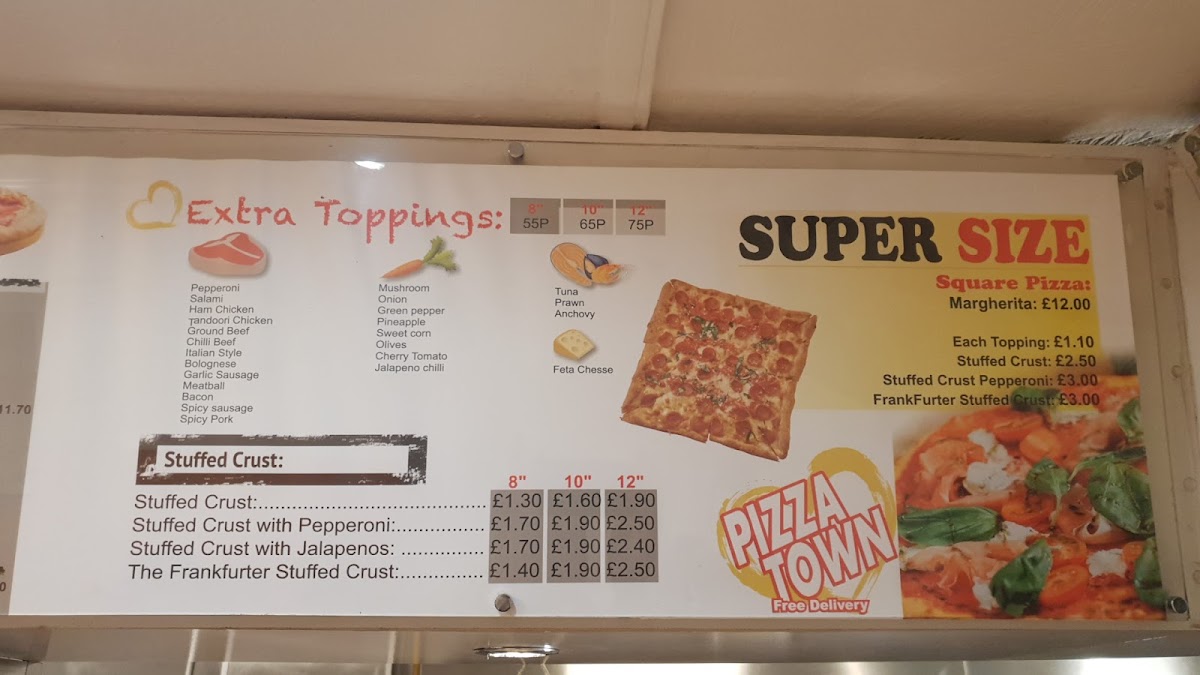 Extra Toppings:
8" 10" 12"
55P 65P 75P
Pepperoni
Salami
Ham Chicken
Tandoori Chicken
Ground Beef
Chilli Beef
Italian Style
Bolognese
Garlic Sausage
Meatball
Bacon
Spicy sausage
Spicy Pork
Mushroom
Onion
Green pepper
Pineapple
Sweet corn
Olives
Cherry Tomato
Jalapeno chilli
Tuna
Prawn
Anchovy
Feta Chesse
Stuffed Crust:
8" 10" 12"
Stuffed Crust:........................................ £1.30 £1.60 £1.90
Stuffed Crust with Pepperoni:................ £1.70 £1.90 £2.50
Stuffed Crust with Jalapenos: ............... £1.70 £1.90 £2.40
The Frankfurter Stuffed Crust:............... £1.40 £1.90 £2.50
SUPER SIZE
Square Pizza:
Margherita: £12.00
Each Topping: £1.10
Stuffed Crust: £2.50
Stuffed Crust Pepperoni: £3.00
FrankFurter Stuffed Crust: £3.00
PIZZA
TOWN
Free Delivery